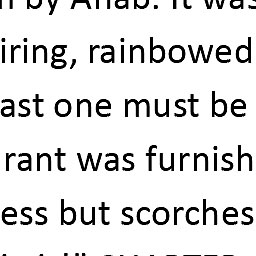 by Ahab. It was
iring, rainbowed
ast one must be
rant was furnish
ess but scorches